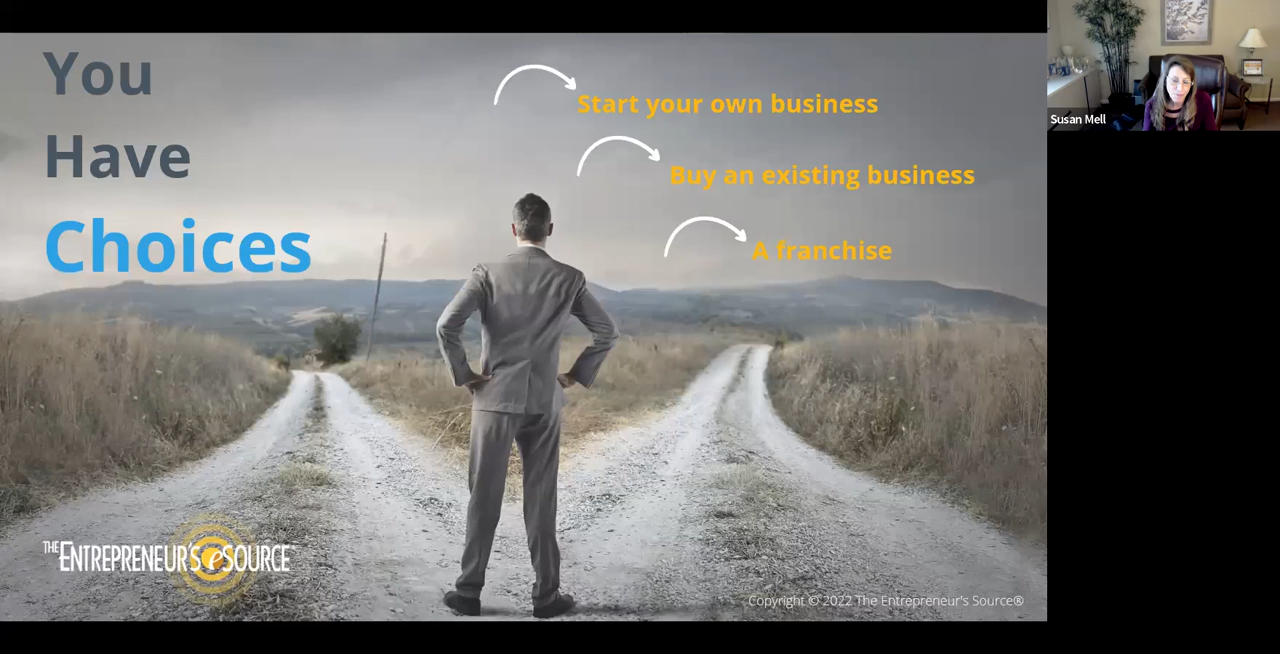 You
Have
Choices
Start your own business
Buy an existing business
A franchise
THE ENTREPRENEUR'S eSOURCE
Copyright © 2022 The Entrepreneur's Source®
Susan Mell